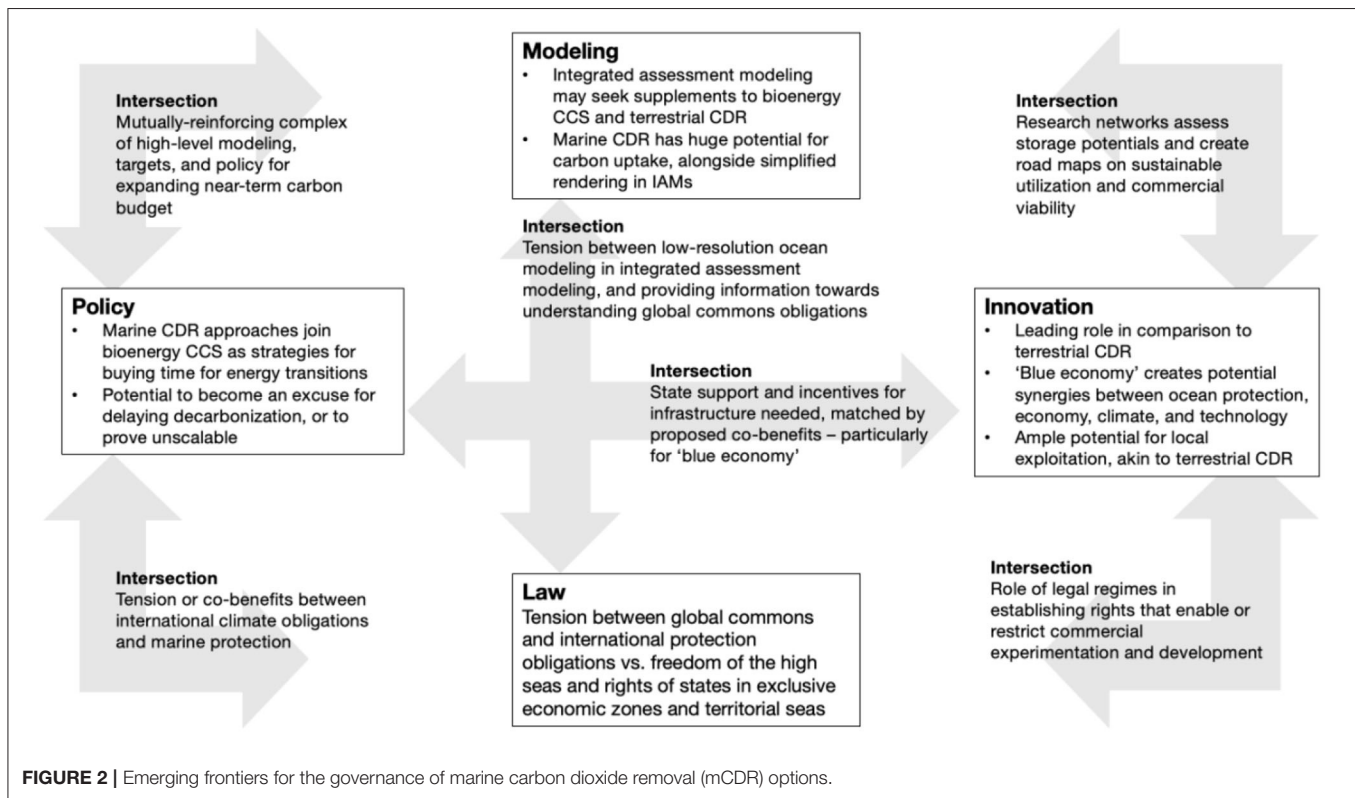 Modeling
• Integrated assessment modeling
may seek supplements to bioenergy
CCS and terrestrial CDR
• Marine CDR has huge potential for
carbon uptake, alongside simplified
rendering in IAMs
Intersection
Mutually-reinforcing complex
of high-level modeling,
targets, and policy for
expanding near-term carbon
budget
Intersection
Research networks assess
storage potentials and create
road maps on sustainable
utilization and commercial
viability
Intersection
Tension between low-resolution ocean
modeling in integrated assessment
modeling, and providing information towards
understanding global commons obligations
Policy
• Marine CDR approaches join
bioenergy CCS as strategies for
buying time for energy transitions
• Potential to become an excuse for
delaying decarbonization, or to
prove unscalable
Intersection
State support and incentives for
infrastructure needed, matched by
proposed co-benefits – particularly
for ‘blue economy’
Innovation
• Leading role in comparison to
terrestrial CDR
• ‘Blue economy’ creates potential
synergies between ocean protection,
economy, climate, and technology
• Ample potential for local
exploitation, akin to terrestrial CDR
Intersection
Tension or co-benefits between
international climate obligations
and marine protection
Law
Tension between global commons
and international protection
obligations vs. freedom of the high
seas and rights of states in exclusive
economic zones and territorial seas
Intersection
Role of legal regimes in
establishing rights that enable or
restrict commercial
experimentation and development
FIGURE 2 | Emerging frontiers for the governance of marine carbon dioxide removal (mCDR) options.